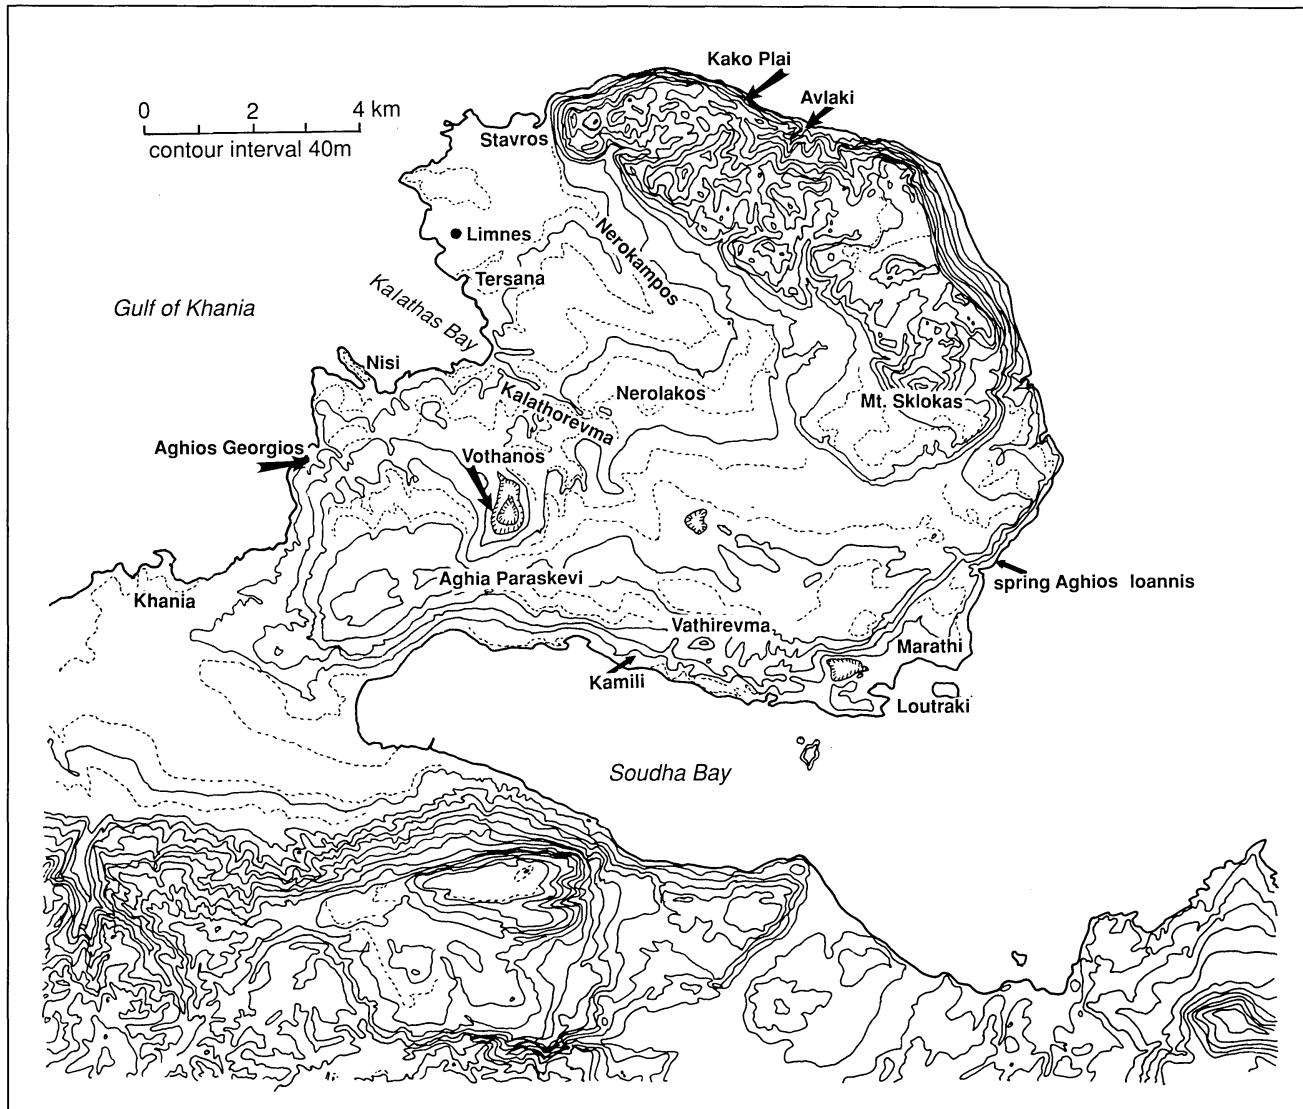 Kako Plai
Avlaki
0 2 4 km
contour interval 40m
Stavros
Limnes
Nerokampos
Tersana
Gulf of Khania
Kalathas Bay
Nisi
Kalathorevma
Nerolakos
Mt. Sklokas
Aghios Georgios
Vothanos
Aghia Paraskevi
spring Aghios Ioannis
Khania
Vathirevma
Marathi
Kamili
Loutraki
Soudha Bay